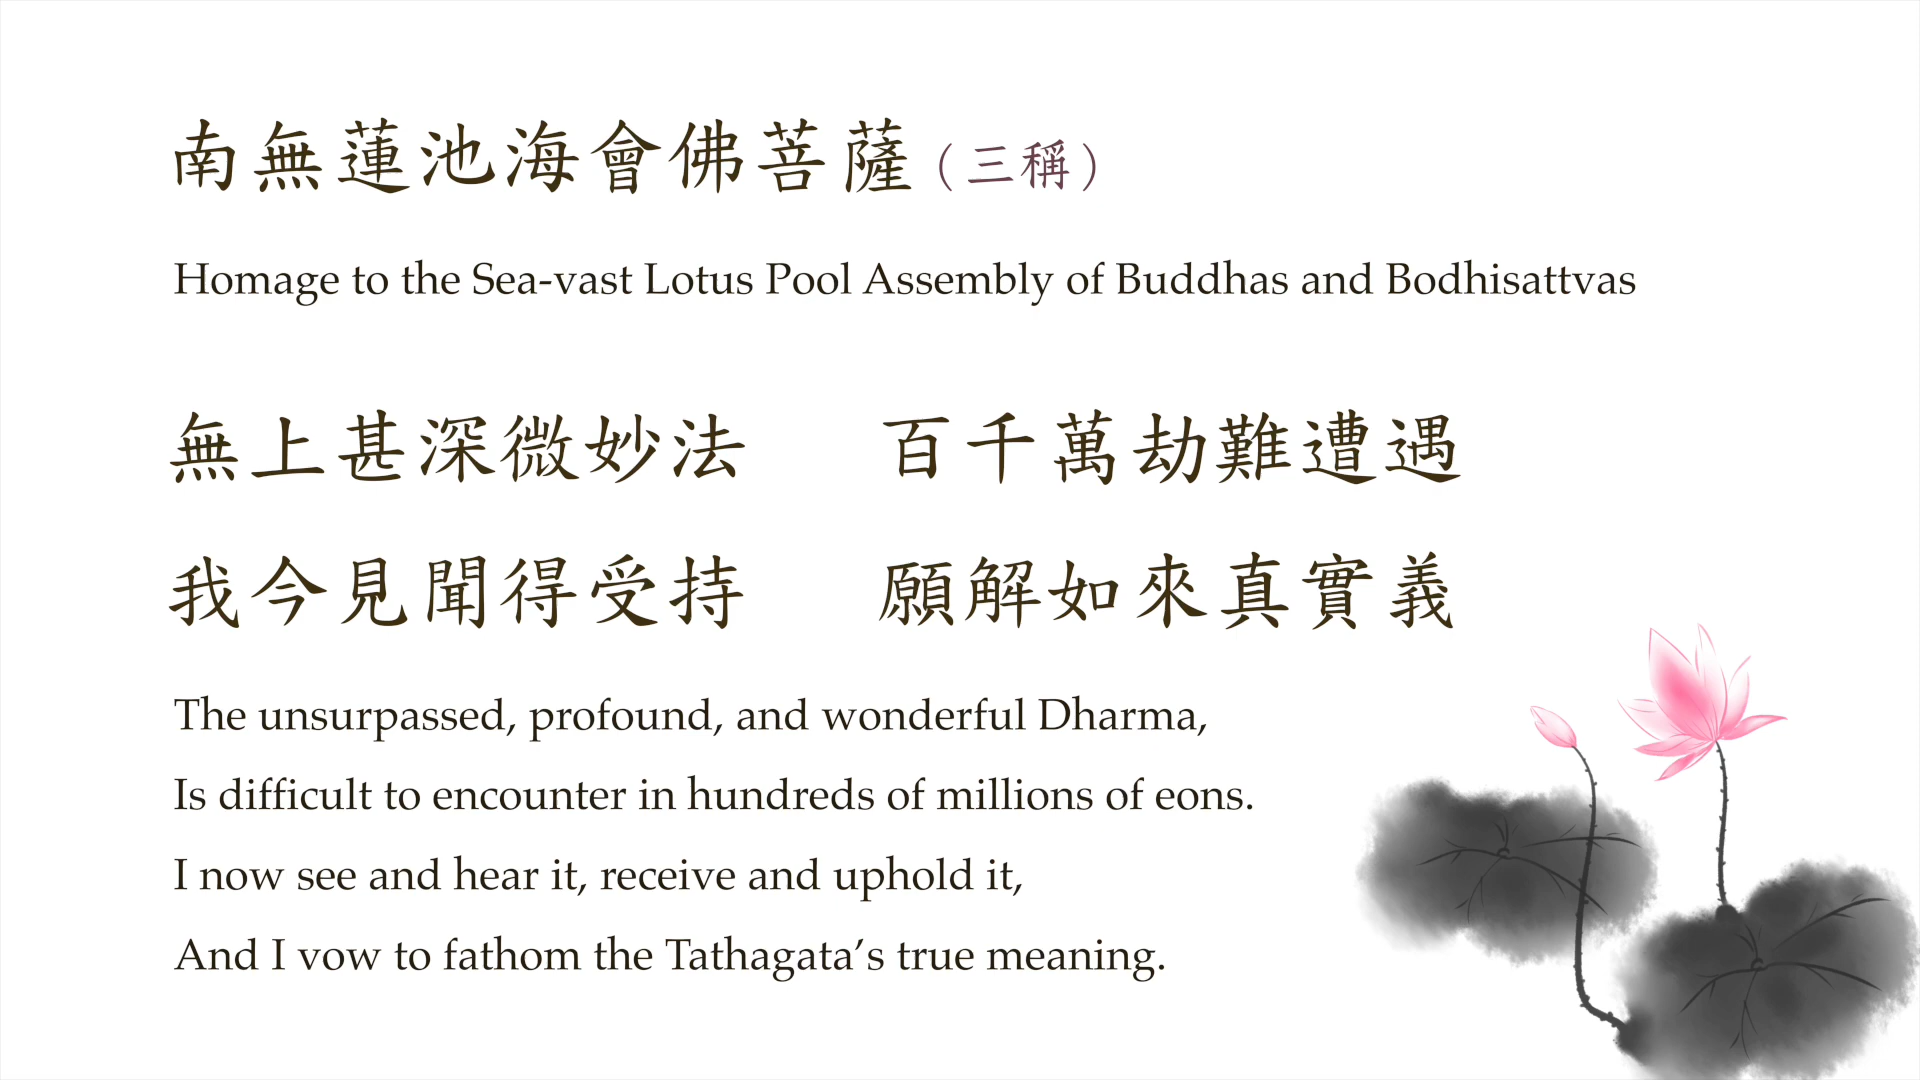 南無蓮池海會佛菩薩（三稱）
Homage to the Sea-vast Lotus Pool Assembly of Buddhas and Bodhisattvas
無上甚深微妙法　百千萬劫難遭遇
我今見聞得受持　願解如來真實義
The unsurpassed, profound, and wonderful Dharma,
Is difficult to encounter in hundreds of millions of eons.
I now see and hear it, receive and uphold it,
And I vow to fathom the Tathagata’s true meaning.